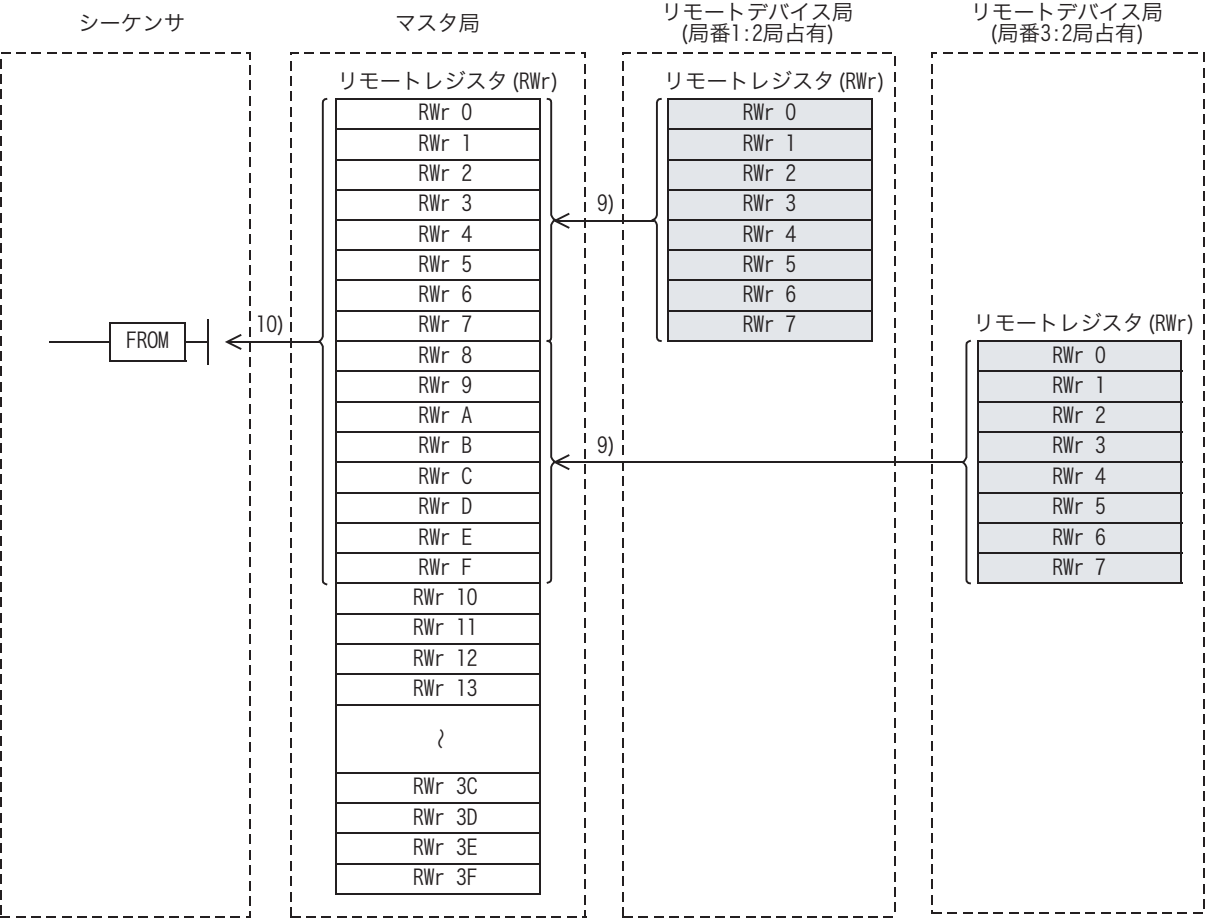 シーケンサ
マスタ局
リモートデバイス局
(局番1:2局占有)
リモートデバイス局
(局番3:2局占有)
リモートレジスタ(RWr)
RWr 0
RWr 1
RWr 2
RWr 3
RWr 4
RWr 5
RWr 6
RWr 7
RWr 8
RWr 9
RWr A
RWr B
RWr C
RWr D
RWr E
RWr F
RWr 10
RWr 11
RWr 12
RWr 13
~
RWr 3C
RWr 3D
RWr 3E
RWr 3F
リモートレジスタ(RWr)
RWr 0
RWr 1
RWr 2
RWr 3
RWr 4
RWr 5
RWr 6
RWr 7
リモートレジスタ(RWr)
RWr 0
RWr 1
RWr 2
RWr 3
RWr 4
RWr 5
RWr 6
RWr 7
9)
9)
10)
FROM